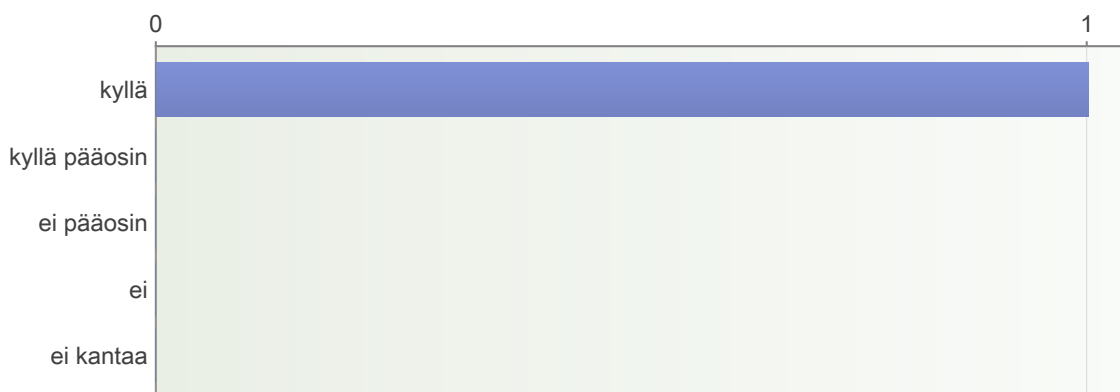 0 1
kyllä
kyllä pääosin
ei pääosin
ei
ei kantaa